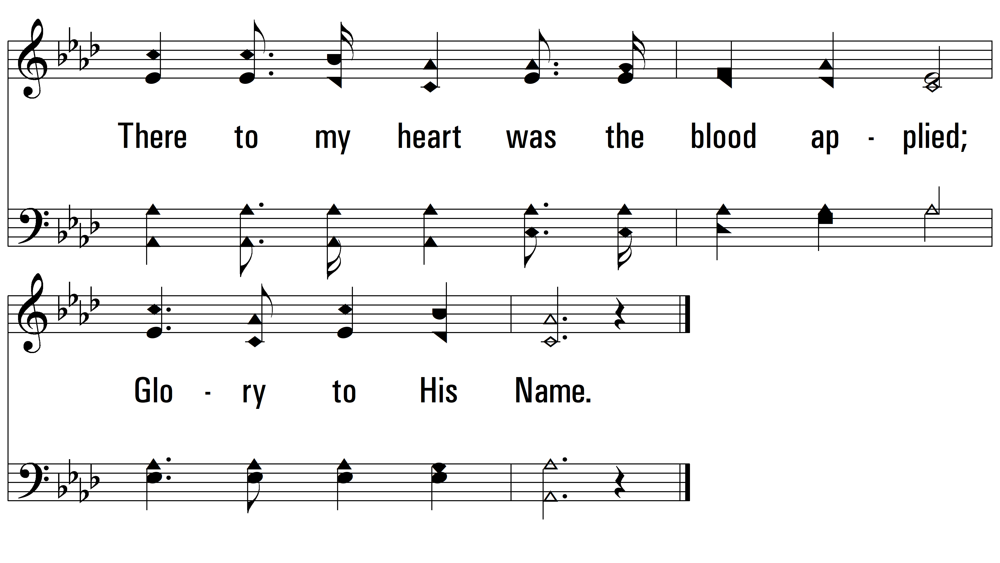 There to my heart was the blood ap - plied;
Glo - ry to His Name.